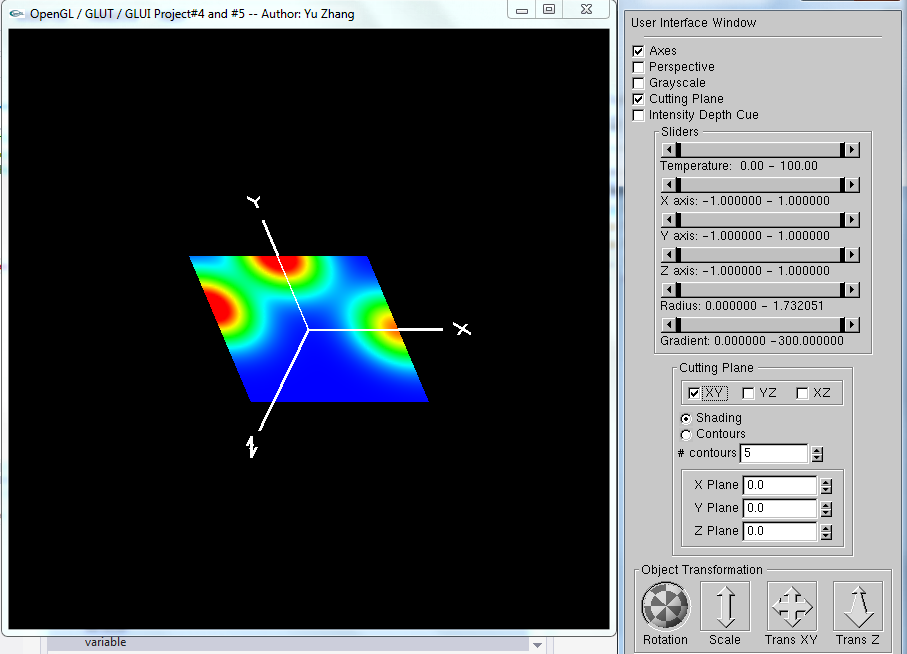 OpenGL / GLUT / GLUI Project#4 and #5 -- Author: Yu Zhang
Y
X
Z
variable
User Interface Window
Axes
Perspective
Grayscale
Cutting Plane
Intensity Depth Cue
Sliders
Temperature: 0.00 - 100.00
X axis: -1.000000 - 1.000000
Y axis: -1.000000 - 1.000000
Z axis: -1.000000 - 1.000000
Radius: 0.000000 - 1.732051
Gradient: 0.000000 -300.000000
Cutting Plane
XY YZ XZ
Shading
Contours
# contours 5
X Plane 0.0
Y Plane 0.0
Z Plane 0.0
Object Transformation
Rotation Scale Trans XY Trans Z